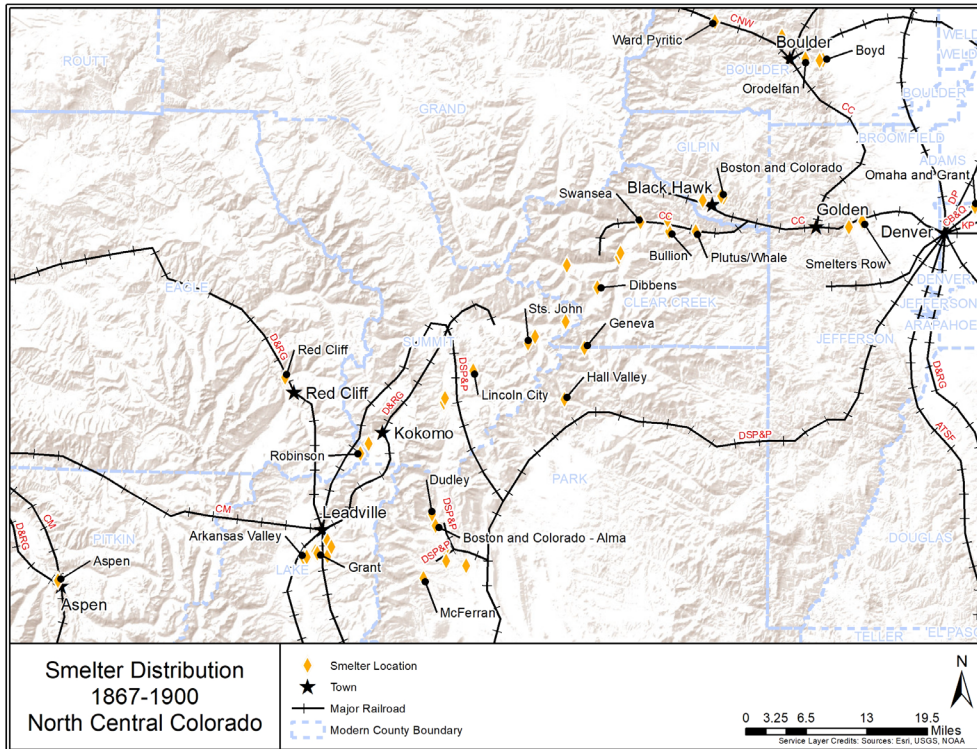 CNW
Ward Pyritic
WELD
Boulder
WELD
Boyd
ROUTT
BOULDER
Orodelfan
BOULDER
GRAND
CC
BROOMFIELD
GILPIN
ADAMS
Boston and Colorado
Omaha and Grant
Black Hawk
Swansea
DP
Golden
CC
CC
CB&Q
KP
Denver
Bullion
Plutus/Whale
Smelters Row
DENVER
EAGLE
Dibbens
CLEAR CREEK
JEFFERSON
Sts. John
ARAPAHOE
Geneva
SUMMIT
JEFFERSON
D&RG
Red Cliff
DSP&P
D&RG
Hall Valley
Red Cliff
Lincoln City
D&RG
ATSF
Kokomo
DSP&P
Robinson
PARK
Dudley
CM
Leadville
DSP&P
CM
D&RG
PITKIN
Arkansas Valley
Boston and Colorado - Alma
DOUGLAS
DSP&P
Aspen
LAKE
Grant
Aspen
McFerran
TELLER
EL PAS
Smelter Distribution
1867-1900
North Central Colorado
Smelter Location
Town
Major Railroad
Modern County Boundary
N
0 3.25 6.5 13 19.5
Miles
Service Layer Credits: Sources: Esri, USGS, NOAA